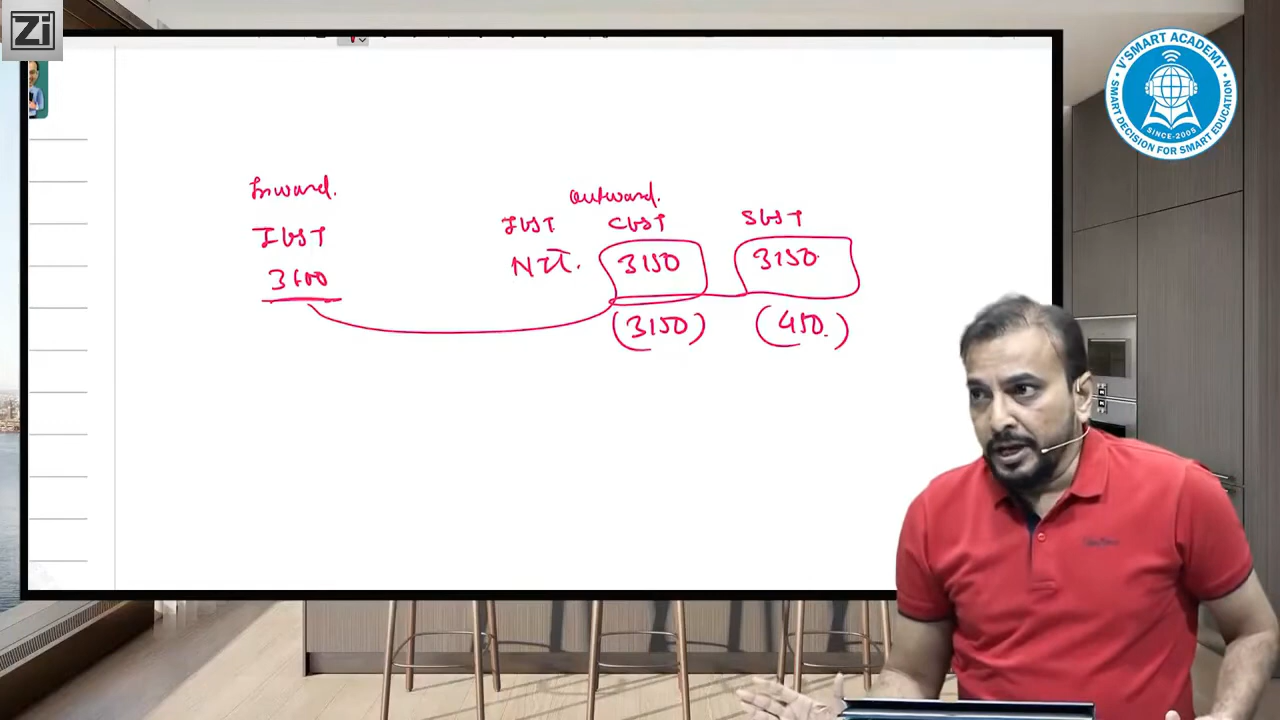 Zi
V'SMART ACADEMY
SMART DECISION FOR SMART EDUCATION
SINCE-2005
Inward.
Outward.
IGST
IGST CGST SGST
3600
NIL. 3150 3150
(3150) (450.)